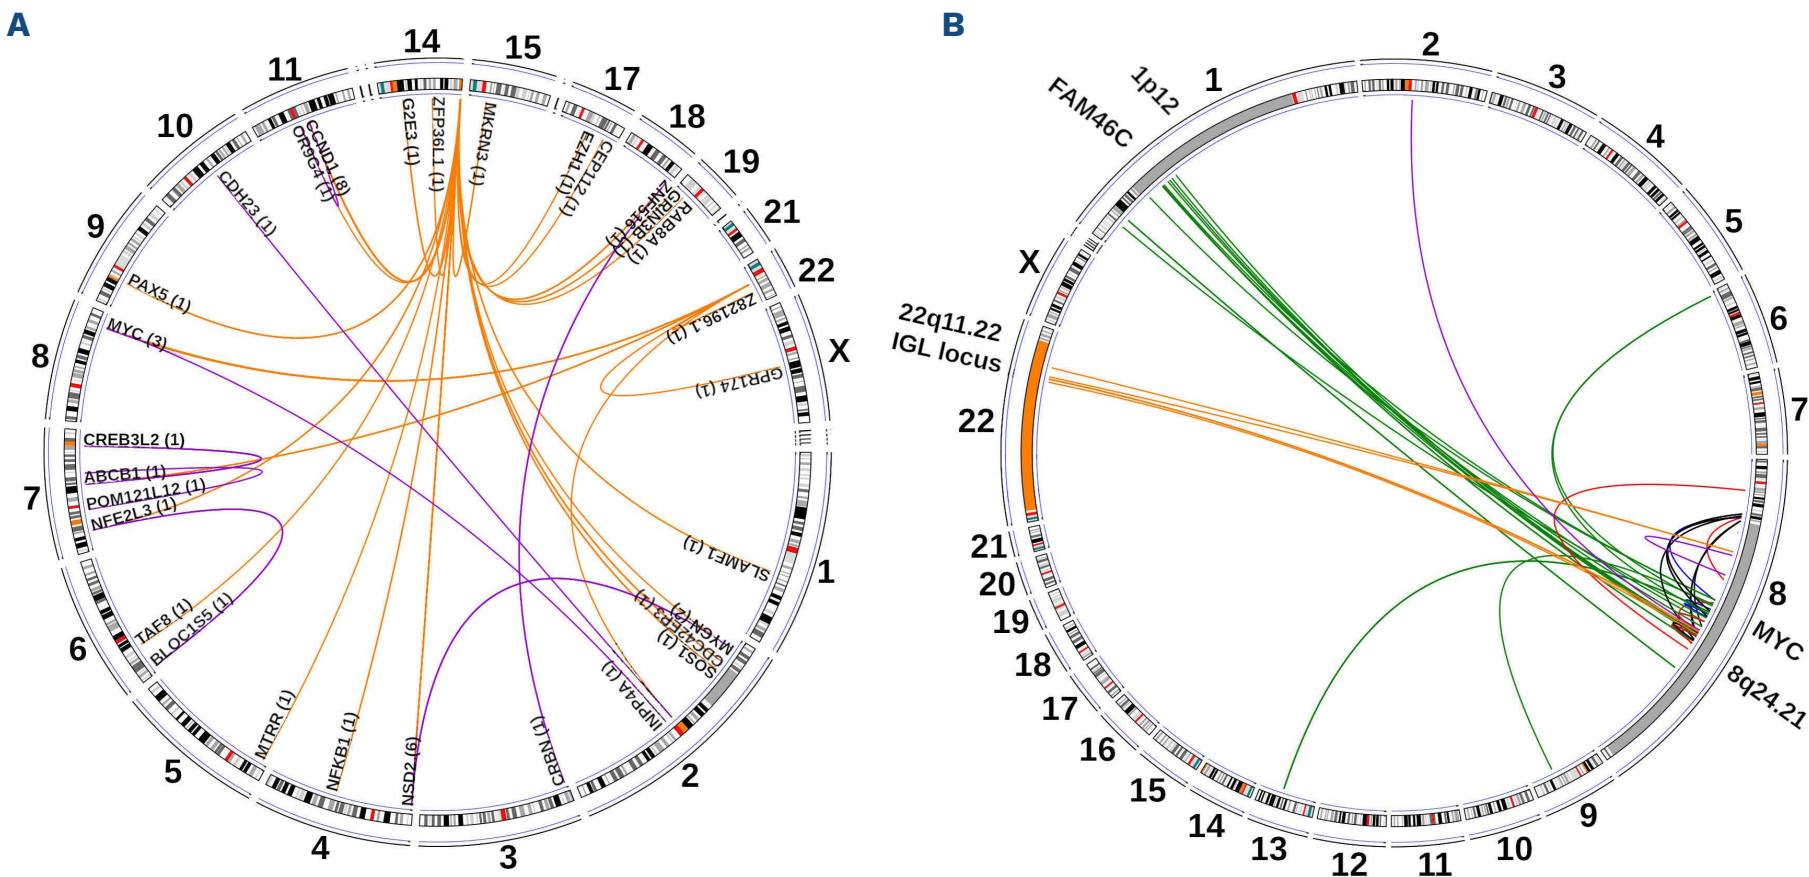 A
14
15
17
18
19
21
22
X
1
2
3
4
5
6
7
8
9
10
11
G2E3 (1)
ZFP36L1 (1)
MKRN3 (1)
EZH1 (1)
CEP112 (1)
ZNF516 (1)
GRIN3B (1)
RAB8A (1)
Z82196.1 (1)
GPR174 (1)
SLAMF1 (1)
MYCN (2)
CDC42EP3 (1)
SOS1 (1)
INPP4A (1)
CRBN (1)
NSD2 (6)
NFKB1 (1)
MTRR (1)
BLOC1S5 (1)
TAF8 (1)
NFE2L3 (1)
POM121L12 (1)
ABCB1 (1)
CREB3L2 (1)
MYC (3)
PAX5 (1)
CDH23 (1)
OR9G4 (1)
CCND1 (8)
B
1p12
FAM46C
1
2
3
4
5
6
7
8
MYC
8q24.21
9
10
11
12
13
14
15
16
17
18
19
20
21
22
22q11.22
IGL locus
X